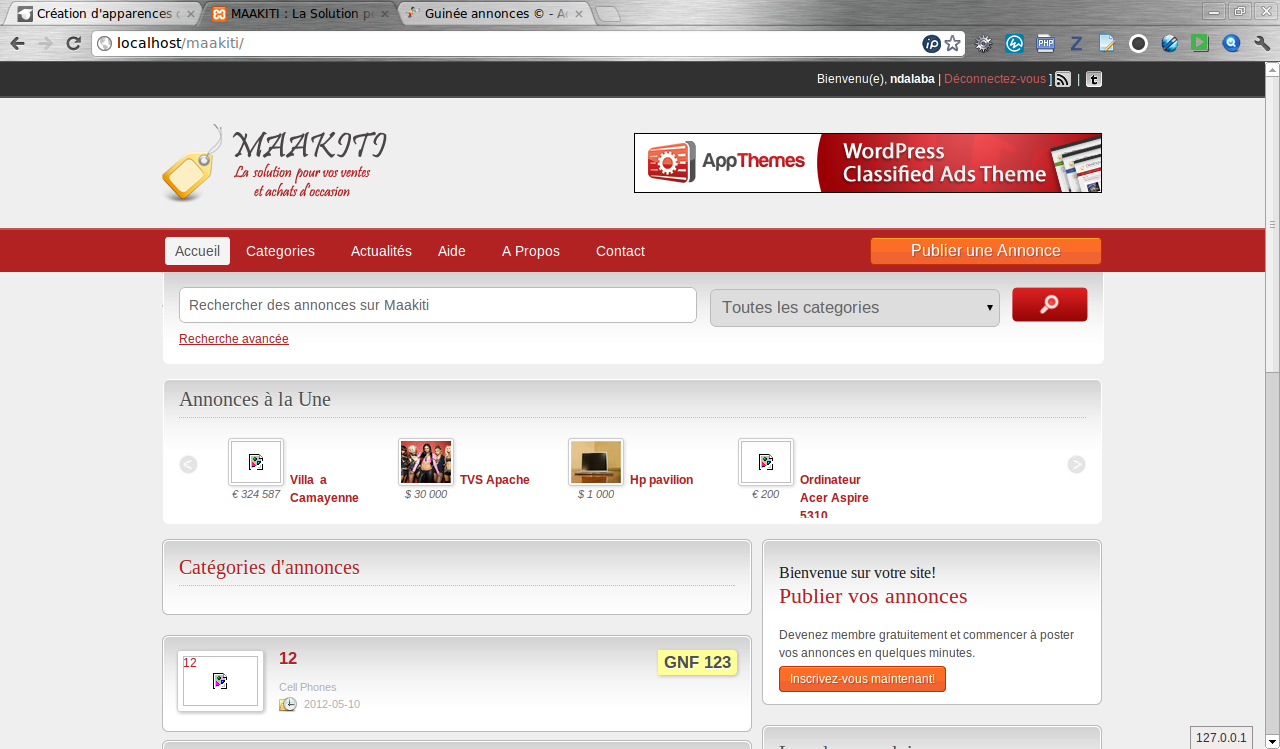 Création d'apparences
MAAKITI : La Solution p
Guinée annonces © - A
localhost/maakiti/
Bienvenu(e), ndalaba | Déconnectez-vous ] |
MAAKITI
La solution pour vos ventes
et achats d'occasion
AppThemes
WordPress
Classified Ads Theme
Accueil Categories Actualités Aide A Propos Contact
Publier une Annonce
Rechercher des annonces sur Maakiti
Toutes les categories
Recherche avancée
Annonces à la Une
<
€ 324 587
Villa a
Camayenne
$ 30 000
TVS Apache
$ 1 000
Hp pavilion
€ 200
Ordinateur
Acer Aspire
5310
>
Catégories d'annonces
12
12
GNF 123
Cell Phones
2012-05-10
Bienvenue sur votre site!
Publier vos annonces
Devenez membre gratuitement et commencer à poster
vos annonces en quelques minutes.
Inscrivez-vous maintenant!
127.0.0.1